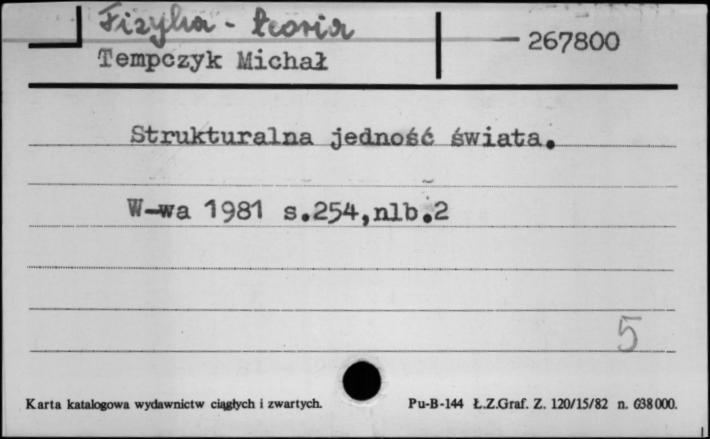 Fizyka - teoria
Tempczyk Michał
— 267800
Strukturalna jedność świata.
W-wa 1981 s.254,nlb.2
5
Karta katalogowa wydawnictw ciągłych i zwartych.
Pu-B-144 Ł.Z.Graf. Z. 120/15/82 n. 638000.